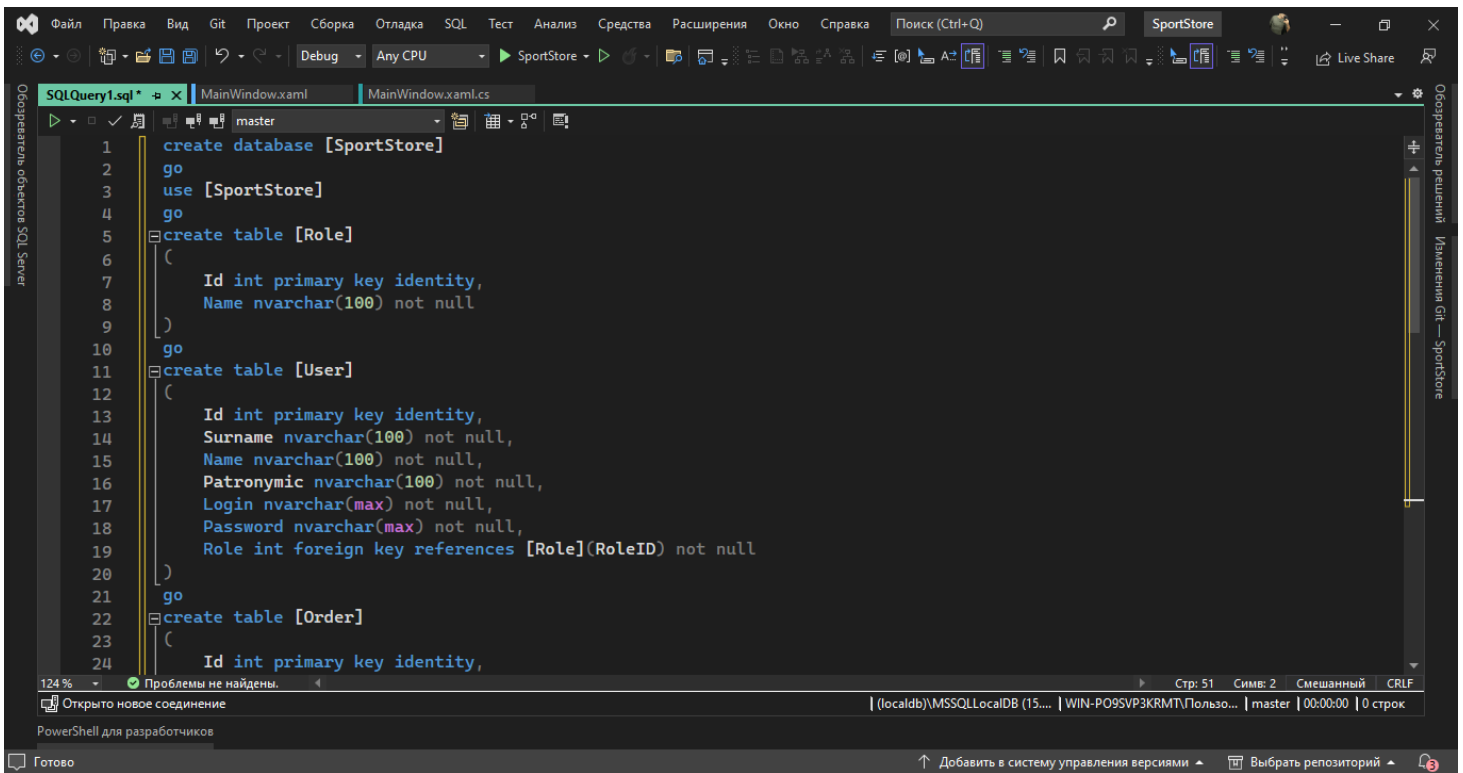 Файл Правка Вид Git Проект Сборка Отладка SQL Тест Анализ Средства Расширения Окно Справка Поиск (Ctrl+Q) SportStore
Debug Any CPU SportStore Live Share
SQLQuery1.sql* MainWindow.xaml MainWindow.xaml.cs
master
1 create database [SportStore]
2 go
3 use [SportStore]
4 go
5 create table [Role]
6 (
7 Id int primary key identity,
8 Name nvarchar(100) not null
9 )
10 go
11 create table [User]
12 (
13 Id int primary key identity,
14 Surname nvarchar(100) not null,
15 Name nvarchar(100) not null,
16 Patronymic nvarchar(100) not null,
17 Login nvarchar(max) not null,
18 Password nvarchar(max) not null,
19 Role int foreign key references [Role](RoleID) not null
20 )
21 go
22 create table [Order]
23 (
24 Id int primary key identity,
124 % Проблемы не найдены. Стр: 51 Симв: 2 Смешанный CRLF
Открыто новое соединение (localdb)\MSSQLLocalDB (15.... WIN-PO9SVP3KRMT\Пользо... master 00:00:00 0 строк
PowerShell для разработчиков
Готово Добавить в систему управления версиями Выбрать репозиторий 3
Обозреватель объектов SQL Server
Обозреватель решений
Изменения Git — SportStore